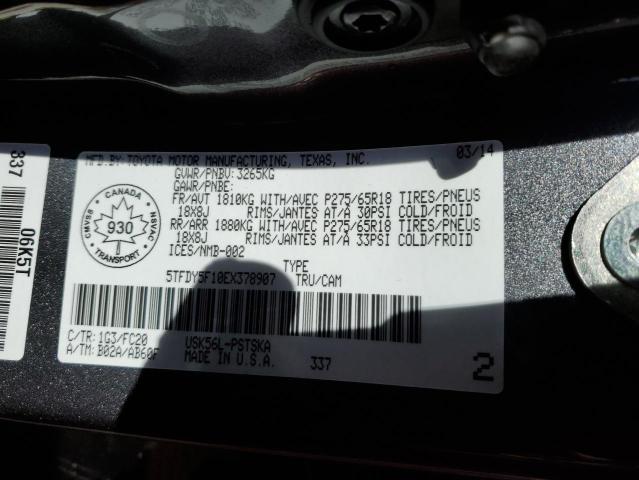 337
06K5T
MFD.BY TOYOTA MOTOR MANUFACTURING, TEXAS, INC. 03/14
GVWR/PNBV: 3265KG
GAWR/PNBE:
FR/AVT 1810KG WITH/AVEC P275/65R18 TIRES/PNEUS
18X8J RIMS/JANTES AT/A 30PSI COLD/FROID
RR/ARR 1880KG WITH/AVEC P275/65R18 TIRES/PNEUS
18X8J RIMS/JANTES AT/A 33PSI COLD/FROID
ICES/NMB-002
CANADA
CMVSS
930
NSVAC
TRANSPORT
TYPE
5TFDY5F10EX378907 TRU/CAM
C/TR: 1G3/FC20 USK56L-PSTSKA
A/TM: B02A/AB60F MADE IN U.S.A. 337
2